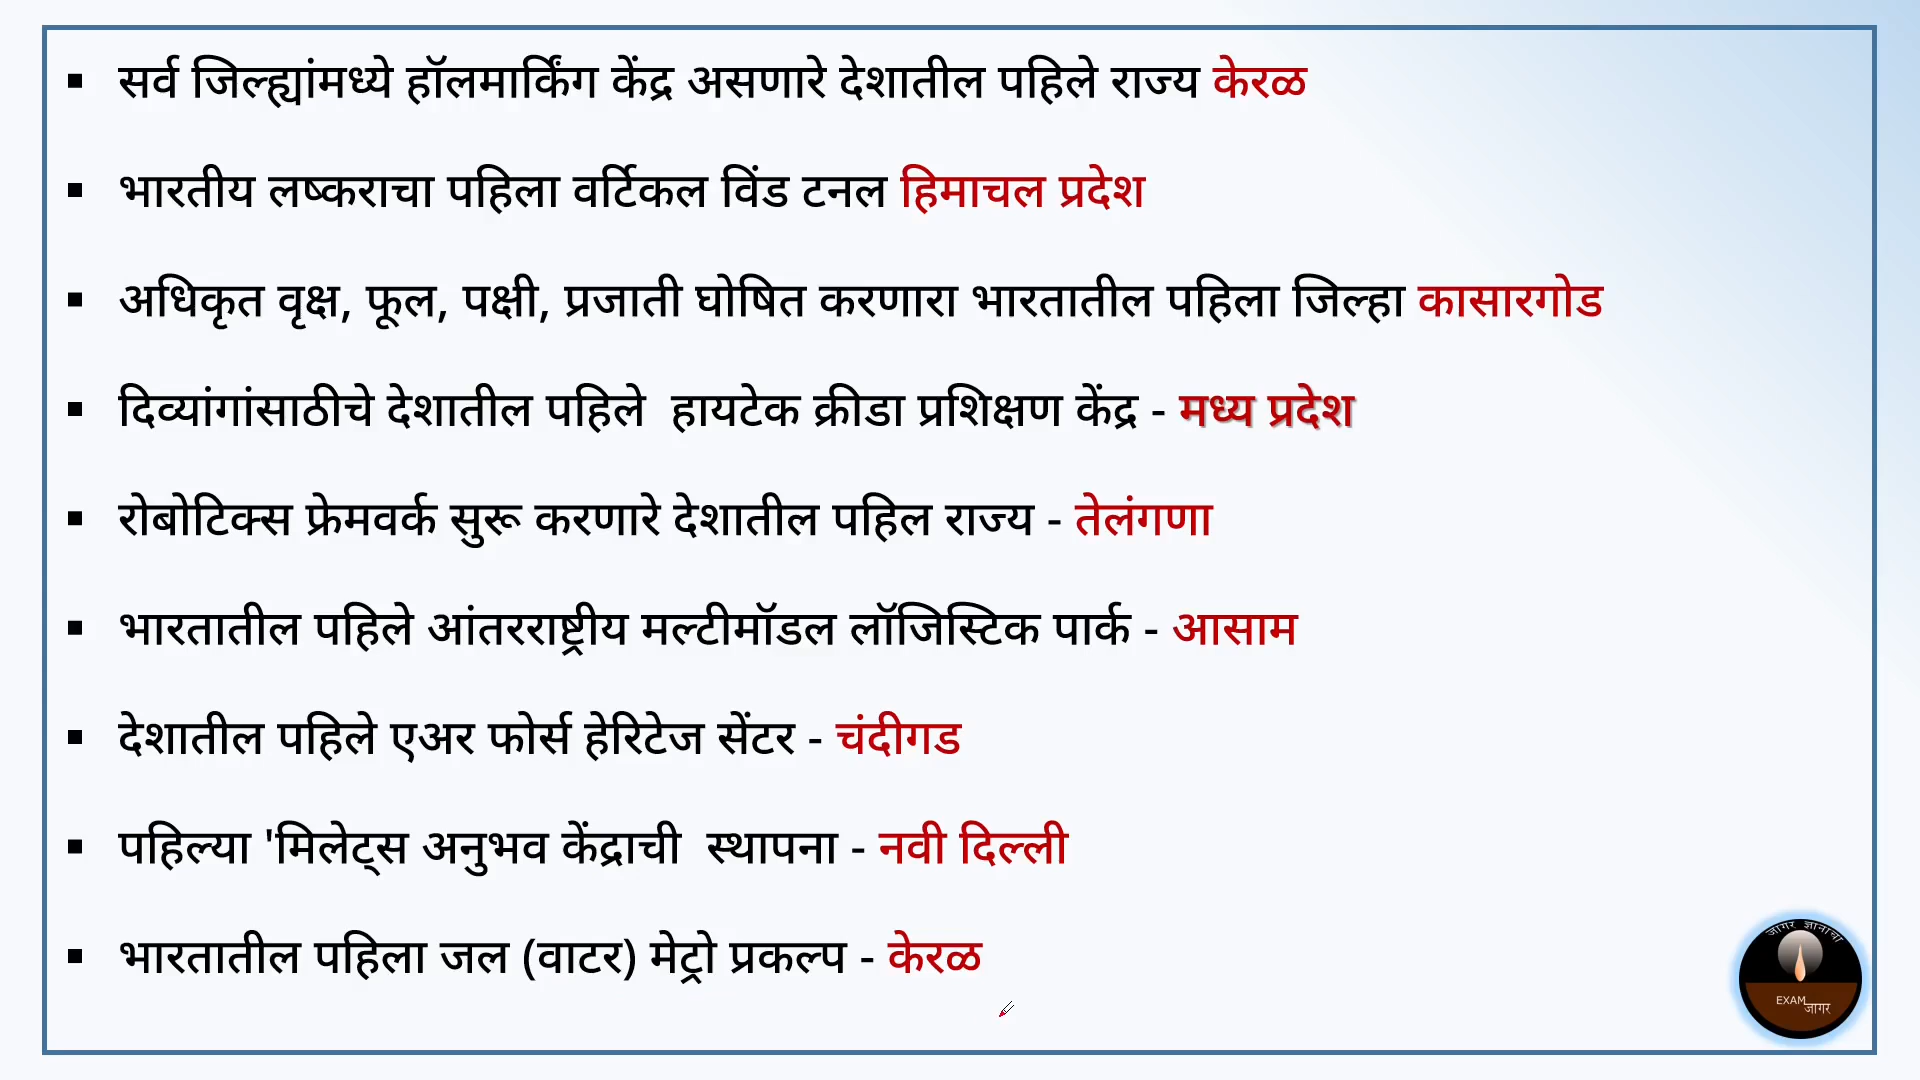 ▪ सर्व जिल्ह्यांमध्ये हॉलमार्किंग केंद्र असणारे देशातील पहिले राज्य केरळ
▪ भारतीय लष्कराचा पहिला वर्टिकल विंड टनल हिमाचल प्रदेश
▪ अधिकृत वृक्ष, फूल, पक्षी, प्रजाती घोषित करणारा भारतातील पहिला जिल्हा कासारगोड
▪ दिव्यांगांसाठीचे देशातील पहिले  हायटेक क्रीडा प्रशिक्षण केंद्र - मध्य प्रदेश
▪ रोबोटिक्स फ्रेमवर्क सुरू करणारे देशातील पहिल राज्य - तेलंगणा
▪ भारतातील पहिले आंतरराष्ट्रीय मल्टीमॉडल लॉजिस्टिक पार्क - आसाम
▪ देशातील पहिले एअर फोर्स हेरिटेज सेंटर - चंदीगड
▪ पहिल्या 'मिलेट्स अनुभव केंद्राची  स्थापना - नवी दिल्ली
▪ भारतातील पहिला जल (वाटर) मेट्रो प्रकल्प - केरळ
जागर ज्ञानाचा
EXAM
जागर